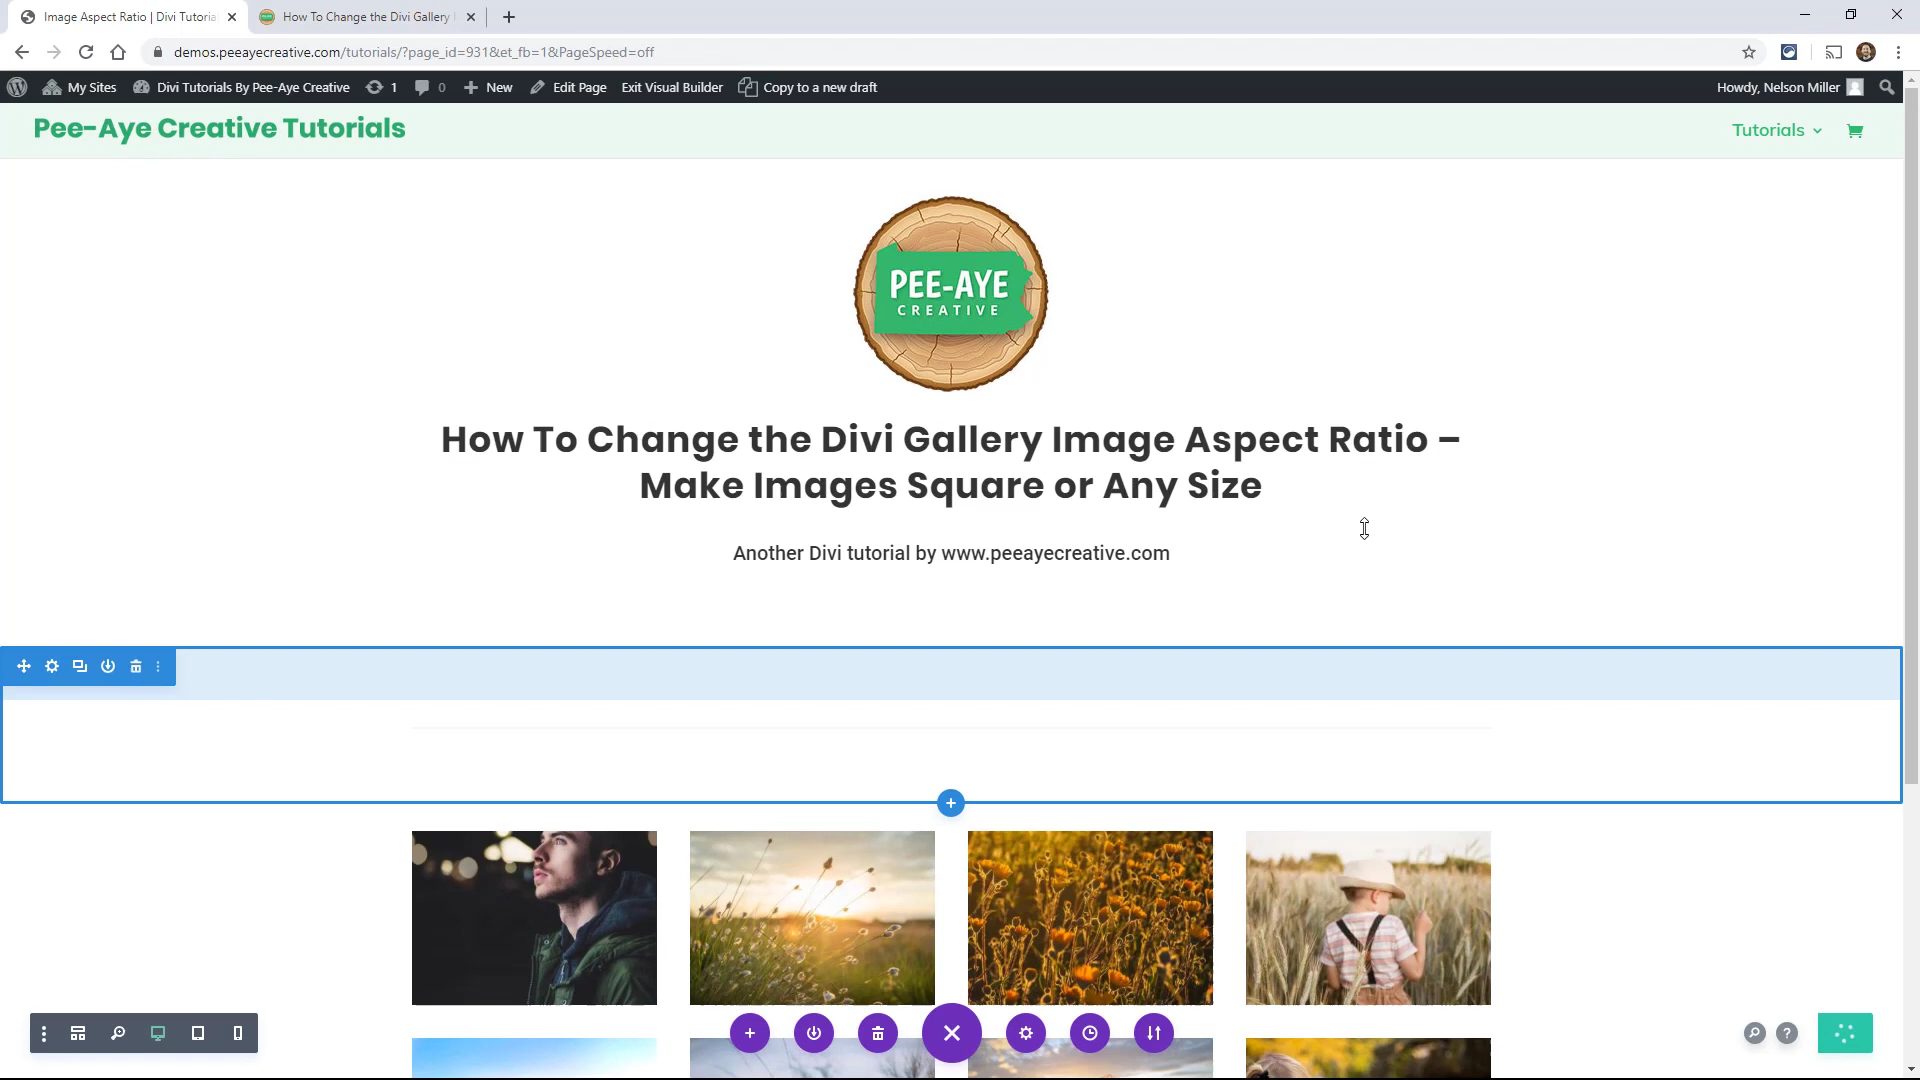 Image Aspect Ratio | Divi Tutoria
How To Change the Divi Gallery
demos.peeayecreative.com/tutorials/?page_id=931&et_fb=1&PageSpeed=off
My Sites
Divi Tutorials By Pee-Aye Creative
1
0
New
Edit Page
Exit Visual Builder
Copy to a new draft
Howdy, Nelson Miller
Pee-Aye Creative Tutorials
Tutorials
PEE-AYE
CREATIVE
How To Change the Divi Gallery Image Aspect Ratio –
Make Images Square or Any Size
Another Divi tutorial by www.peeayecreative.com